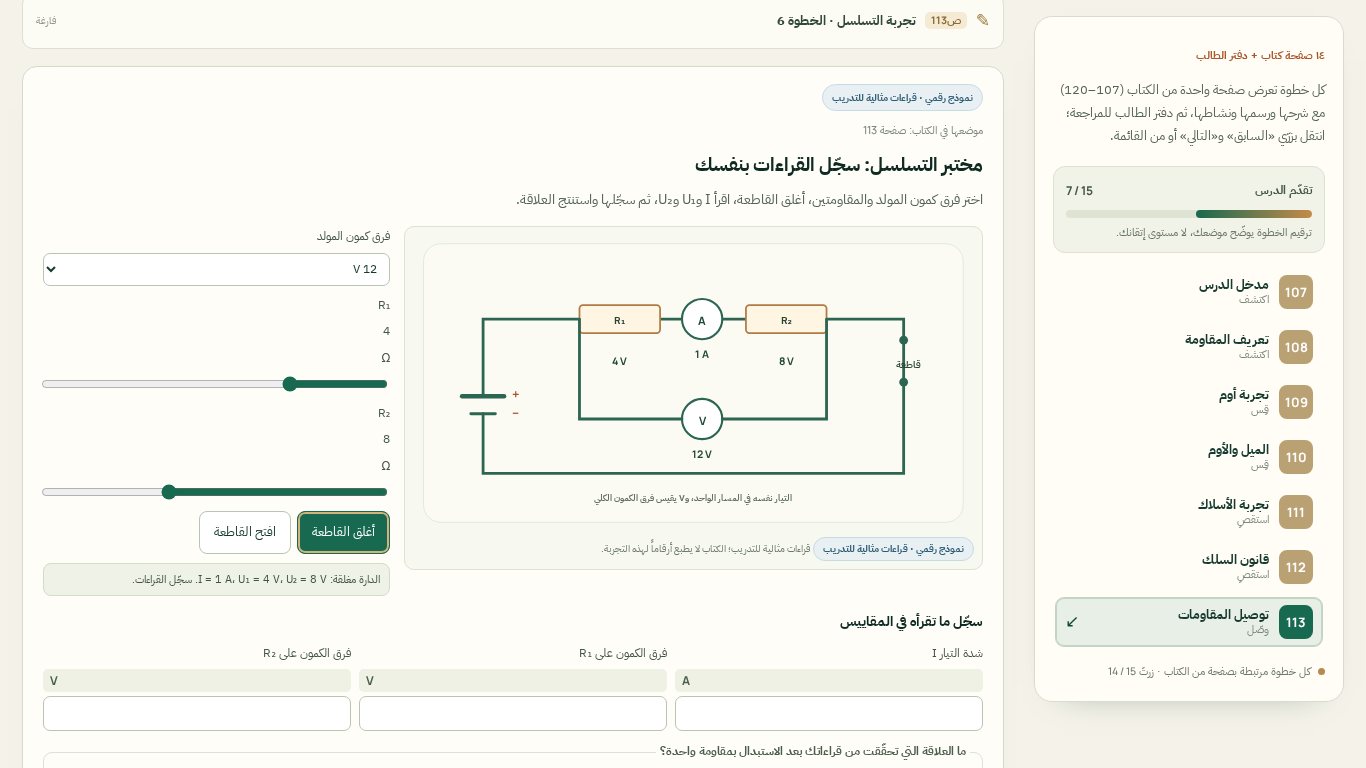 ١٤ صفحة كتاب + دفتر الطالب
كل خطوة تعرض صفحة واحدة من الكتاب (107–120)
مع شرحها ورسمها ونشاطها، ثم دفتر الطالب للمراجعة؛
انتقل بزرّي «السابق» و«التالي» أو من القائمة.
تقدّم الدرس
7 / 15
ترقيم الخطوة يوضّح موضعك، لا مستوى إتقانك.
107
مدخل الدرس
اكتشف
108
تعريف المقاومة
اكتشف
109
تجربة أوم
قِس
110
الميل والأوم
قِس
111
تجربة الأسلاك
استقصِ
112
قانون السلك
استقصِ
113
توصيل المقاومات
وصّل
↙
كل خطوة مرتبطة بصفحة من الكتاب · زرتَ 15 / 14
✎ ص113 تجربة التسلسل · الخطوة 6
فارغة
نموذج رقمي · قراءات مثالية للتدريب
موضعها في الكتاب: صفحة 113
مختبر التسلسل: سجّل القراءات بنفسك
اختر فرق كمون المولد والمقاومتين، أغلق القاطعة، اقرأ I وU₁ وU₂، ثم سجّلها واستنتج العلاقة.
R₁
A
R₂
4 V
1 A
8 V
قاطعة
+
−
V
12 V
التيار نفسه في المسار الواحد، وV يقيس فرق الكمون الكلي
نموذج رقمي · قراءات مثالية للتدريب
قراءات مثالية للتدريب؛ الكتاب لا يطبع أرقاماً لهذه التجربة.
فرق كمون المولد
12 V
R₁
4
Ω
R₂
8
Ω
أغلق القاطعة
افتح القاطعة
الدارة مغلقة: I = 1 A، U₁ = 4 V، U₂ = 8 V. سجّل القراءات.
سجّل ما تقرأه في المقاييس
شدة التيار I
A
فرق الكمون على R₁
V
فرق الكمون على R₂
V
ما العلاقة التي تحقّقت من قراءاتك بعد الاستبدال بمقاومة واحدة؟